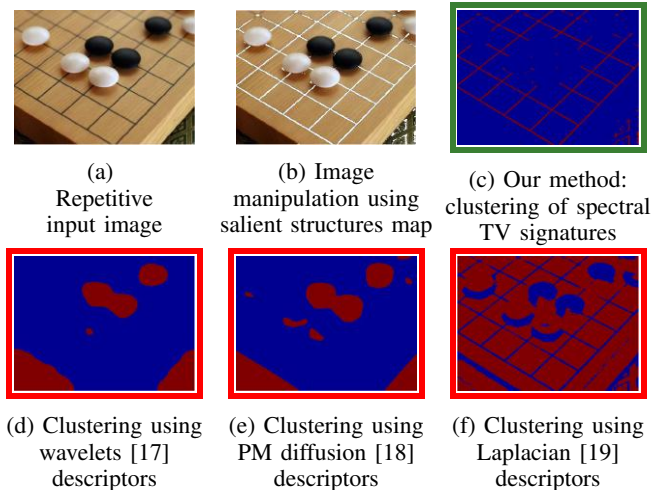 (a)
Repetitive
input image
(b) Image
manipulation using
salient structures map
(c) Our method:
clustering of spectral
TV signatures
(d) Clustering using
wavelets [17]
descriptors
(e) Clustering using
PM diffusion [18]
descriptors
(f) Clustering using
Laplacian [19]
descriptors